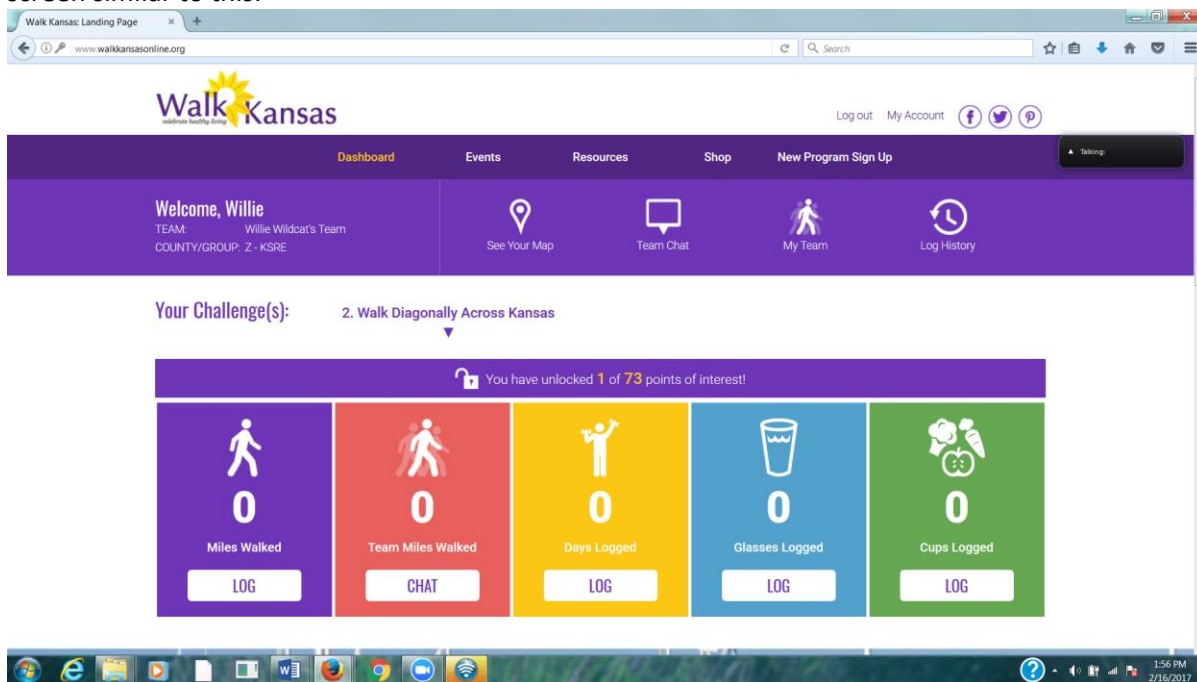 screen similar to this:
Walk Kansas: Landing Page × +
www.walkkansasonline.org
Search
Walk Kansas
celebrate healthy living
Log out My Account
Dashboard Events Resources Shop New Program Sign Up
Talking:
Welcome, Willie
TEAM: Willie Wildcat's Team
COUNTY/GROUP: Z - KSRE
See Your Map Team Chat My Team Log History
Your Challenge(s): 2. Walk Diagonally Across Kansas
You have unlocked 1 of 73 points of interest!
0 0 0 0 0
Miles Walked Team Miles Walked Days Logged Glasses Logged Cups Logged
LOG CHAT LOG LOG LOG
1:56 PM
2/16/2017